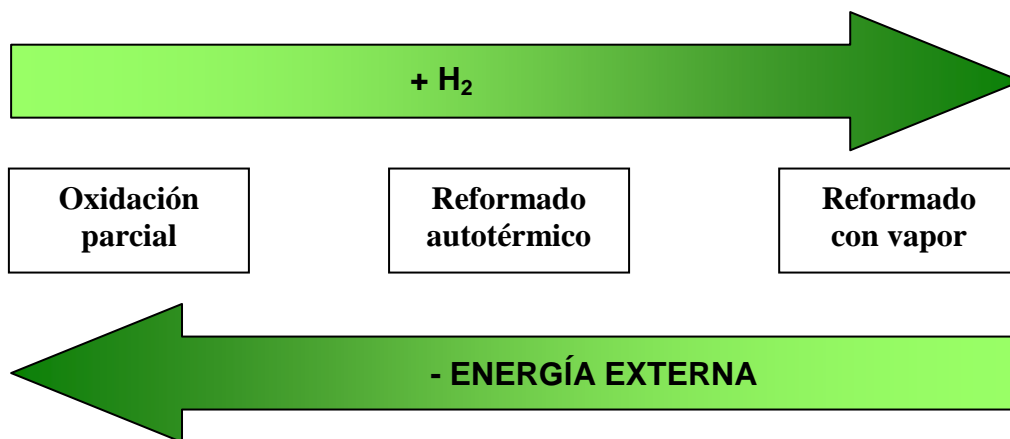 + H₂
Oxidación
parcial
Reformado
autotérmico
Reformado
con vapor
- ENERGÍA EXTERNA